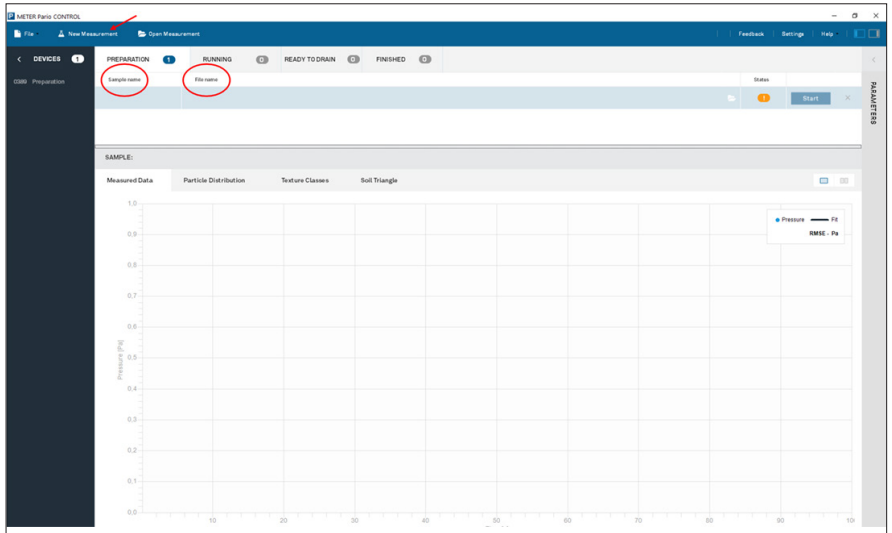 METER Pario CONTROL
File New Measurement Open Measurement Feedback Settings Help
DEVICES 1 PREPARATION 1 RUNNING 0 READY TO DRAIN 0 FINISHED 0
0389 Preparation
Sample name File name Status
! Start
PARAMETERS
SAMPLE:
Measured Data Particle Distribution Texture Classes Soil Triangle
Pressure Fit
RMSE - Pa
1,0
0,9
0,8
0,7
0,6
0,5
0,4
0,3
0,2
0,1
0,0
Pressure [Pa]
10 20 30 40 50 60 70 80 90 100